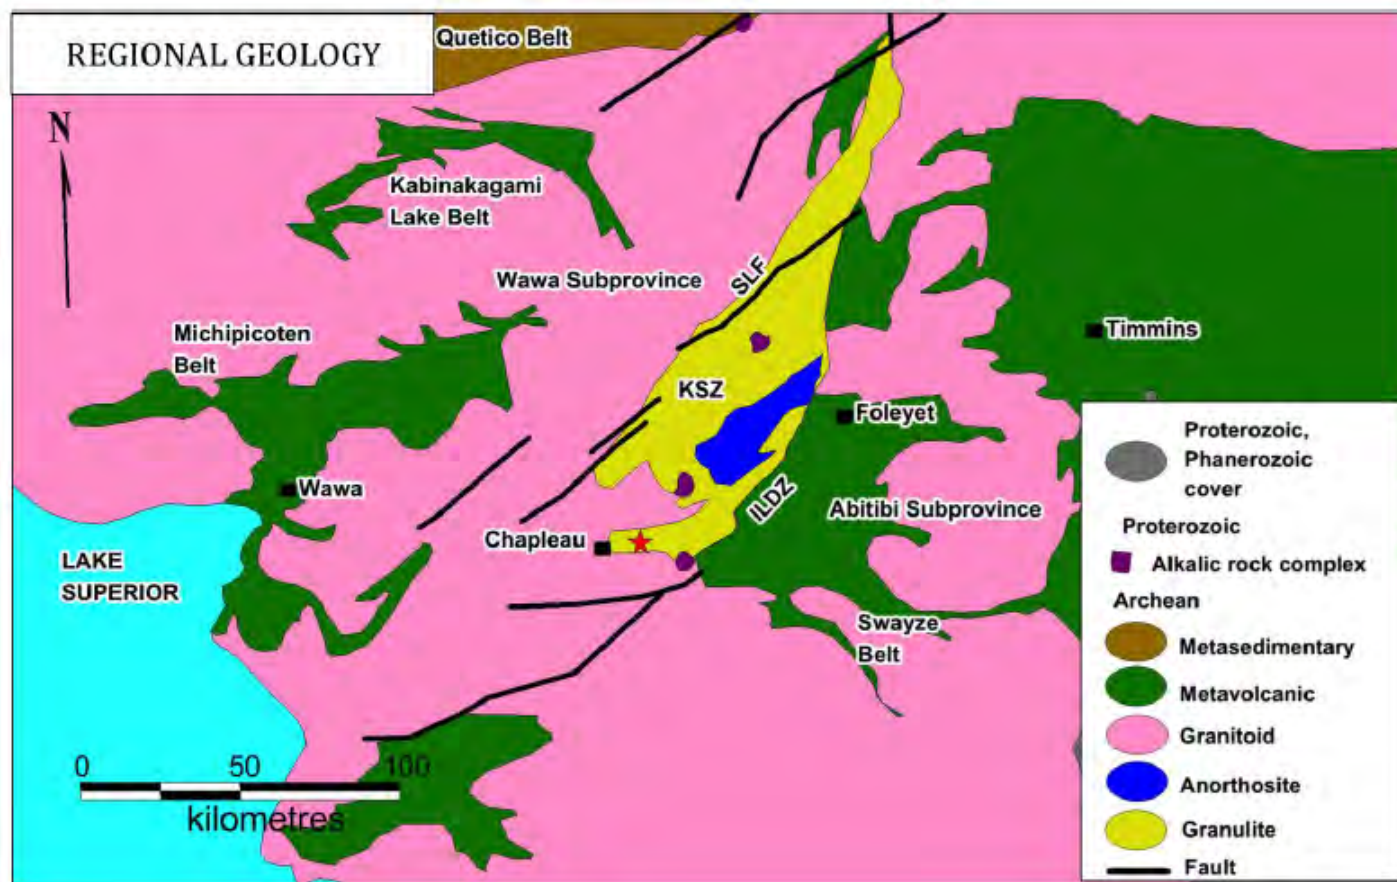 REGIONAL GEOLOGY
Quetico Belt
N
Kabinakagami
Lake Belt
Wawa Subprovince
SLF
Michipicoten
Belt
Timmins
KSZ
Foleyet
Wawa
ILDZ
Abitibi Subprovince
Chapleau
LAKE
SUPERIOR
Swayze
Belt
0 50 100
kilometres
Proterozoic,
Phanerozoic
cover
Proterozoic
Alkalic rock complex
Archean
Metasedimentary
Metavolcanic
Granitoid
Anorthosite
Granulite
Fault